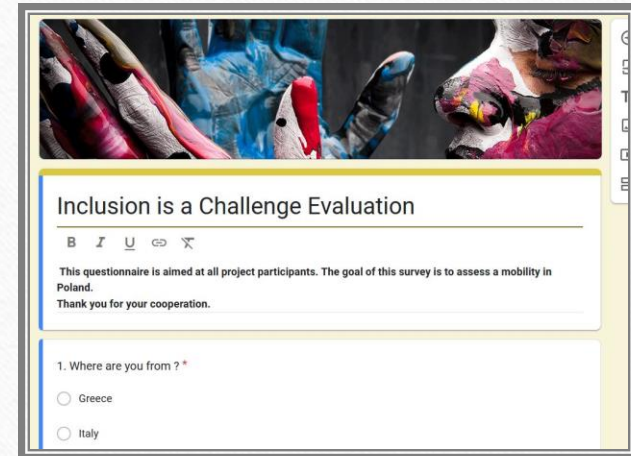 Inclusion is a Challenge Evaluation
B I U
This questionnaire is aimed at all project participants. The goal of this survey is to assess a mobility in
Poland.
Thank you for your cooperation.
1. Where are you from ? *
Greece
Italy